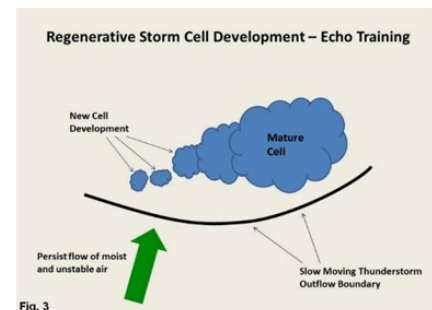 Regenerative Storm Cell Development – Echo Training
New Cell
Development
Mature
Cell
Persist flow of moist
and unstable air
Slow Moving Thunderstorm
Outflow Boundary
Fig. 3